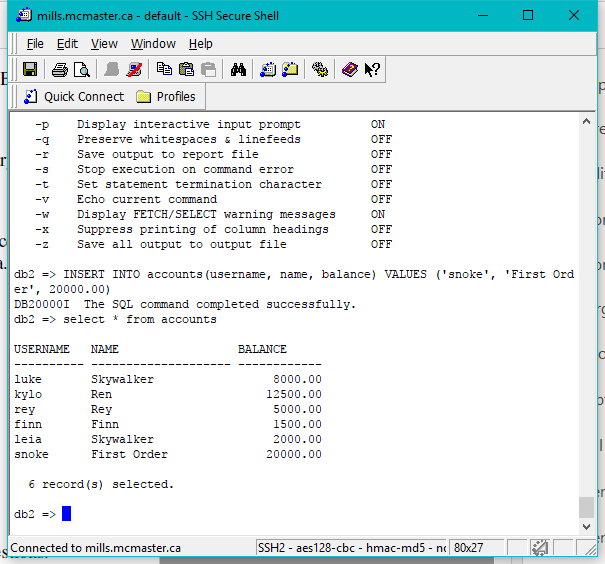 mills.mcmaster.ca - default - SSH Secure Shell
File Edit View Window Help
Quick Connect Profiles
-p Display interactive input prompt ON
-q Preserve whitespaces & linefeeds OFF
-r Save output to report file OFF
-s Stop execution on command error OFF
-t Set statement termination character OFF
-v Echo current command OFF
-w Display FETCH/SELECT warning messages ON
-x Suppress printing of column headings OFF
-z Save all output to output file OFF
db2 => INSERT INTO accounts(username, name, balance) VALUES ('snoke', 'First Ord
er', 20000.00)
DB20000I The SQL command completed successfully.
db2 => select * from accounts
USERNAME NAME BALANCE
---------- -------------------- ------------
luke Skywalker 8000.00
kylo Ren 12500.00
rey Rey 5000.00
finn Finn 1500.00
leia Skywalker 2000.00
snoke First Order 20000.00
6 record(s) selected.
db2 =>
Connected to mills.mcmaster.ca SSH2 - aes128-cbc - hmac-md5 - 80x27